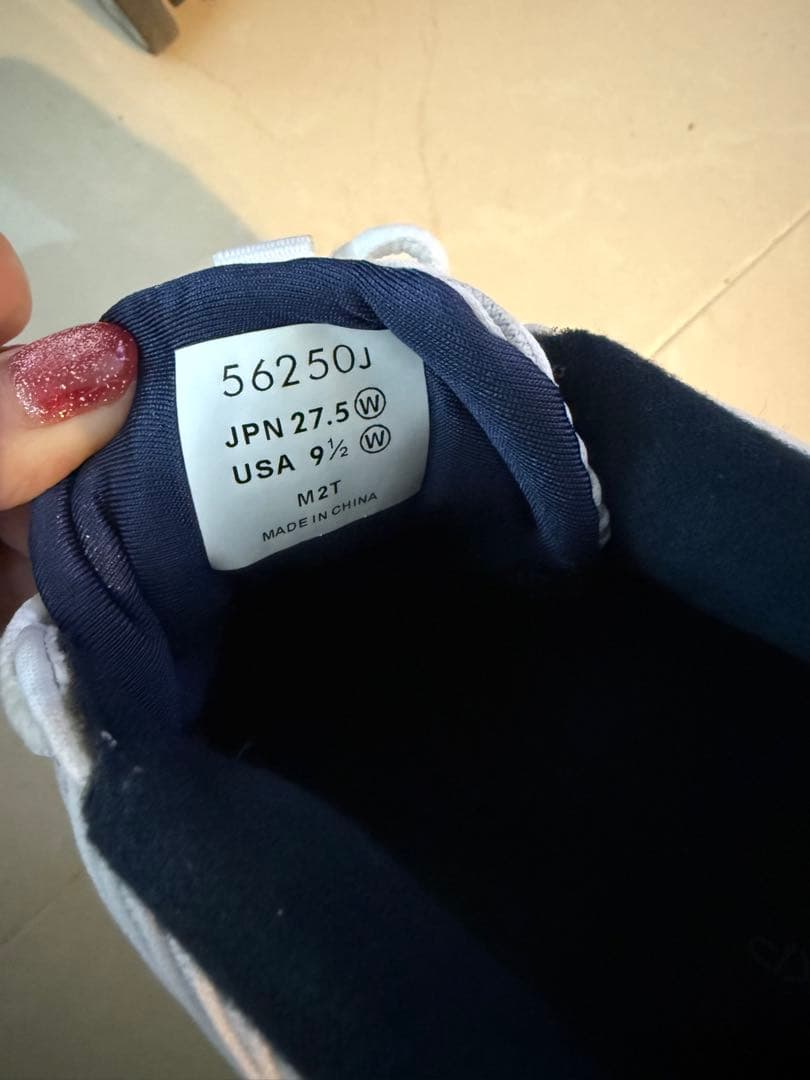 56250J
JPN 27.5 Ⓦ
USA 9½ Ⓦ
M2T
MADE IN CHINA